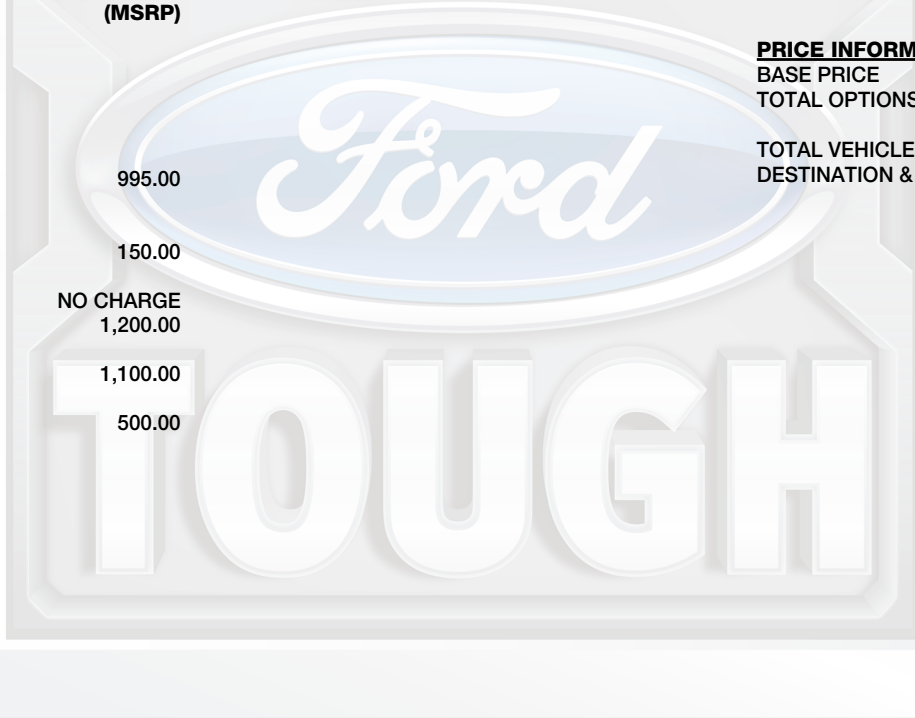 (MSRP)
995.00
150.00
NO CHARGE
1,200.00
1,100.00
500.00
PRICE INFORM
BASE PRICE
TOTAL OPTIONS
TOTAL VEHICLE
DESTINATION &
Ford
TOUGH